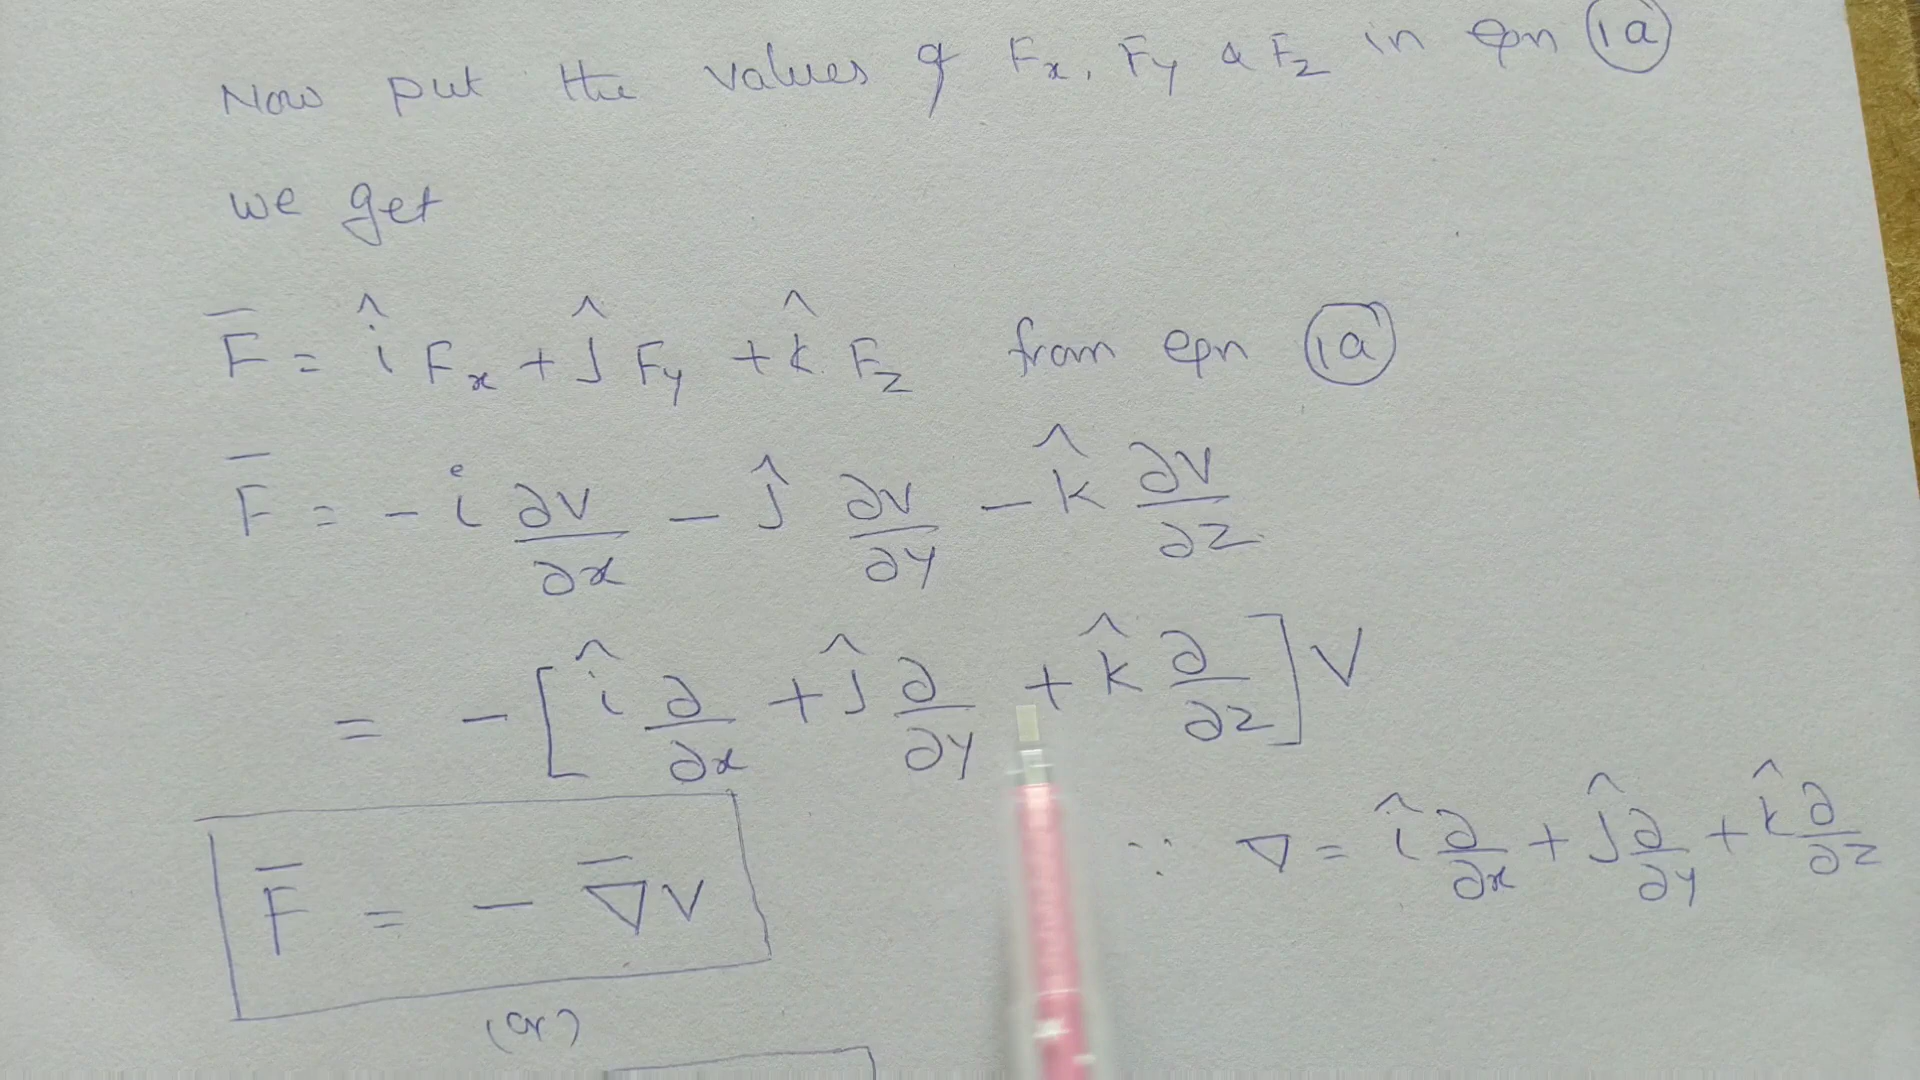 Now put the values of Fx, Fy & Fz in eqn (1a)
we get
F̄ = î Fx + ĵ Fy + k̂ Fz from eqn (1a)
F̄ = - i ∂V/∂x - ĵ ∂V/∂y - k̂ ∂V/∂z
= - [î ∂/∂x + ĵ ∂/∂y + k̂ ∂/∂z] V
∵ ∇ = î ∂/∂x + ĵ ∂/∂y + k̂ ∂/∂z
F̄ = - ∇̄V
(or)